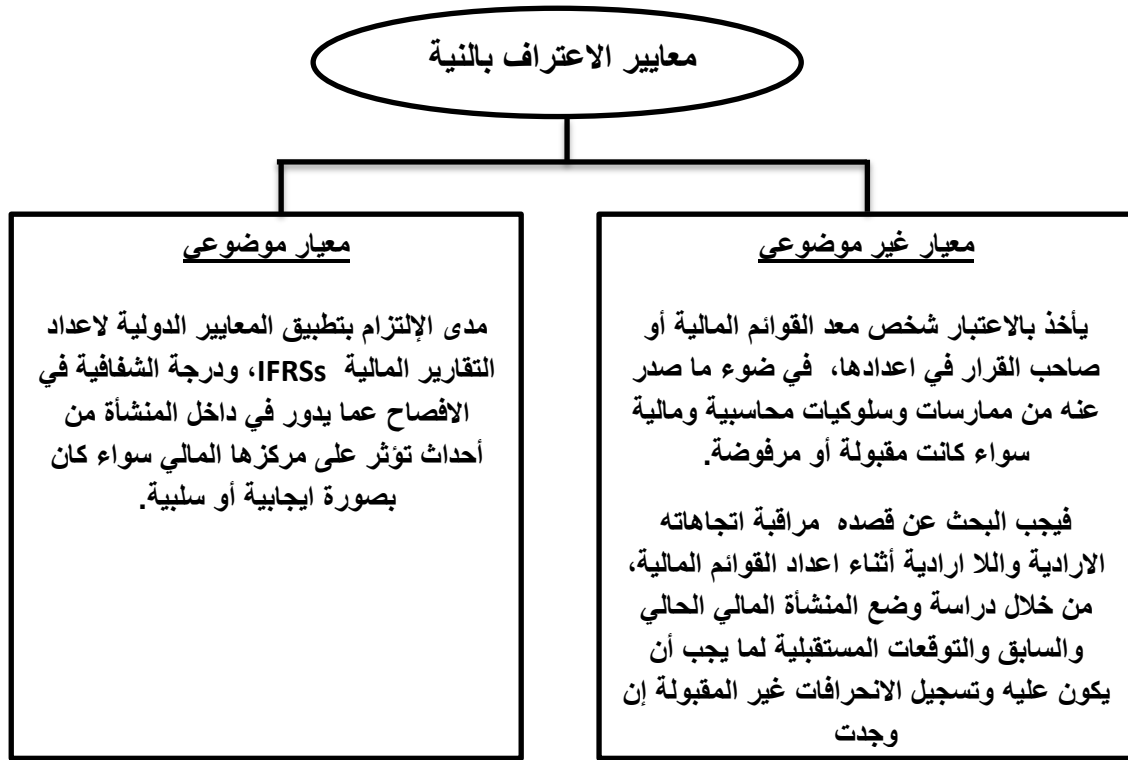 معايير الاعتراف بالنية
معيار غير موضوعي
يأخذ بالاعتبار شخص معد القوائم المالية أو
صاحب القرار في اعدادها، في ضوء ما صدر
عنه من ممارسات وسلوكيات محاسبية ومالية
سواء كانت مقبولة أو مرفوضة.
فيجب البحث عن قصده مراقبة اتجاهاته
الارادية واللا ارادية أثناء اعداد القوائم المالية،
من خلال دراسة وضع المنشأة المالي الحالي
والسابق والتوقعات المستقبلية لما يجب أن
يكون عليه وتسجيل الانحرافات غير المقبولة إن
وجدت
معيار موضوعي
مدى الإلتزام بتطبيق المعايير الدولية لاعداد
التقارير المالية IFRSs، ودرجة الشفافية في
الافصاح عما يدور في داخل المنشأة من
أحداث تؤثر على مركزها المالي سواء كان
بصورة ايجابية أو سلبية.